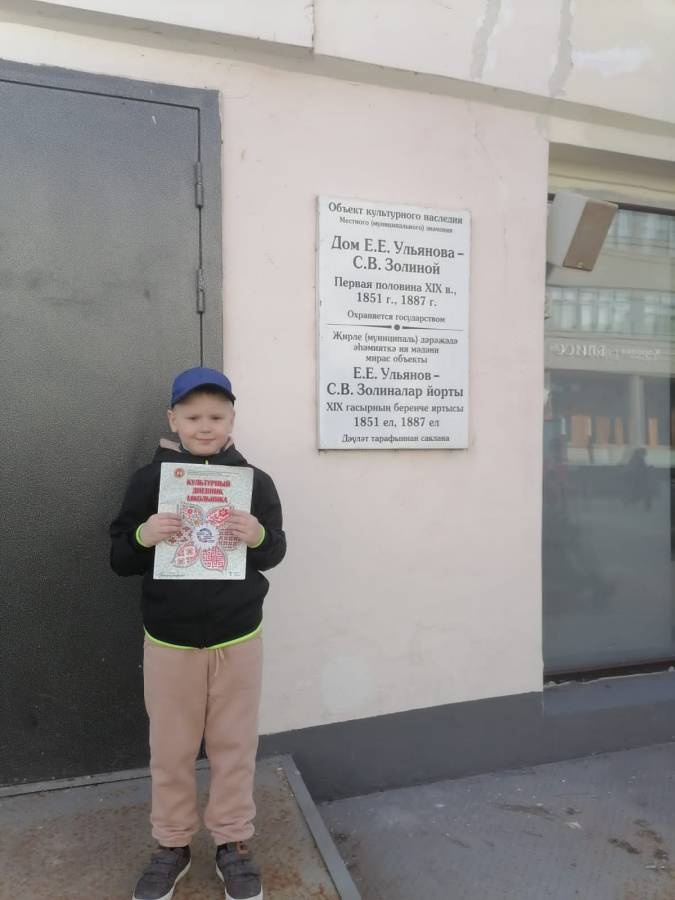 Объект культурного наследия
Местного (муниципального) значения
Дом Е.Е. Ульянова –
С.В. Золиной
Первая половина XIX в.,
1851 г., 1887 г.
Охраняется государством
Җирле (муниципаль) дәрәҗәдә
әһәмияткә ия мәдәни
мирас объекты
Е.Е. Ульянов –
С.В. Золиналар йорты
XIX гасырның беренче яртысы
1851 ел, 1887 ел
Дәүләт тарафыннан саклана
КУЛЬТУРНЫЙ
ДНЕВНИК
ШКОЛЬНИКА